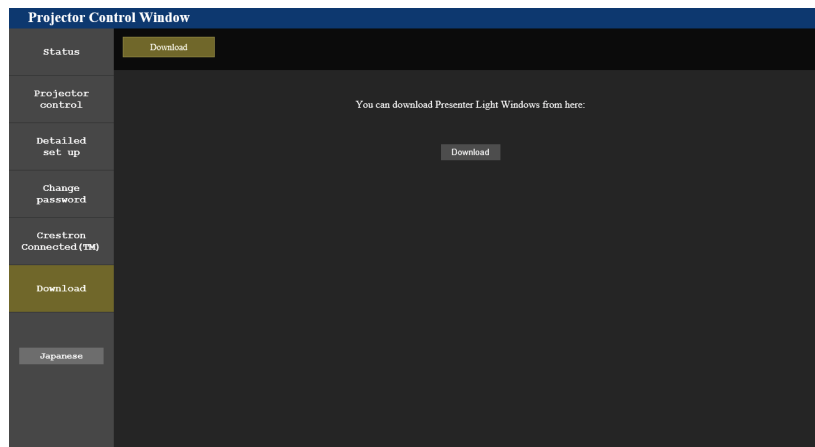 Projector Control Window
Status
Download
Projector
control
You can download Presenter Light Windows from here:
Detailed
set up
Download
Change
password
Crestron
Connected(TM)
Download
Japanese